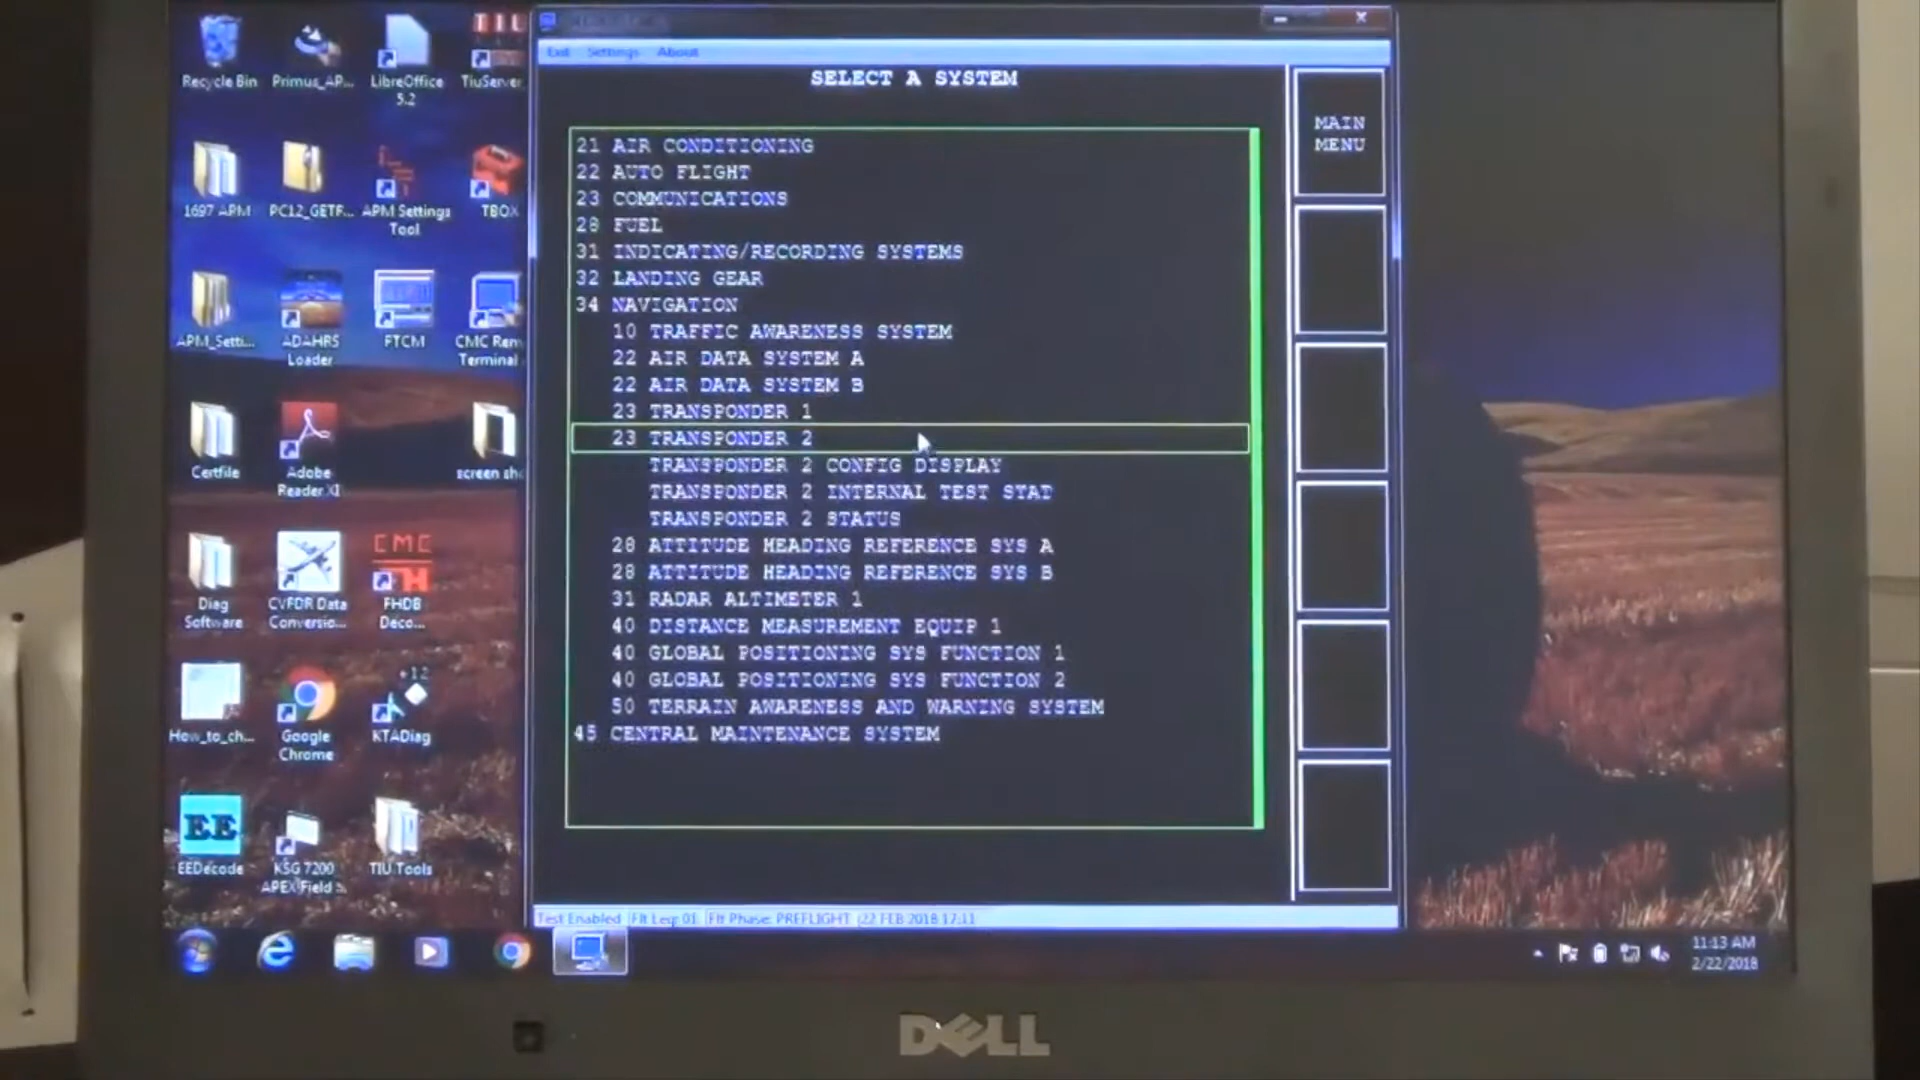 Recycle Bin
Primus_AP...
LibreOffice
5.2
TIU
TiuServer
1697 APM
PC12_GETF...
APM Settings
Tool
TBOX
APM_Setti...
ADAHRS
Loader
FTCM
CMC Rem
Terminal
Certfile
Adobe
Reader XI
screen sho
Diag
Software
CVFDR Data
Conversio...
CMC
FHDB
Deco...
How_to_ch...
Google
Chrome
+12
KTADiag
EE
EEDecode
KSG 7200
APEX Field S...
TIU Tools
Exit Settings About
SELECT A SYSTEM
21 AIR CONDITIONING
22 AUTO FLIGHT
23 COMMUNICATIONS
28 FUEL
31 INDICATING/RECORDING SYSTEMS
32 LANDING GEAR
34 NAVIGATION
10 TRAFFIC AWARENESS SYSTEM
22 AIR DATA SYSTEM A
22 AIR DATA SYSTEM B
23 TRANSPONDER 1
23 TRANSPONDER 2
TRANSPONDER 2 CONFIG DISPLAY
TRANSPONDER 2 INTERNAL TEST STAT
TRANSPONDER 2 STATUS
28 ATTITUDE HEADING REFERENCE SYS A
28 ATTITUDE HEADING REFERENCE SYS B
31 RADAR ALTIMETER 1
40 DISTANCE MEASUREMENT EQUIP 1
40 GLOBAL POSITIONING SYS FUNCTION 1
40 GLOBAL POSITIONING SYS FUNCTION 2
50 TERRAIN AWARENESS AND WARNING SYSTEM
45 CENTRAL MAINTENANCE SYSTEM
MAIN
MENU
Test Enabled Flt Leg: 01 Flt Phase: PREFLIGHT 22 FEB 2018 17:11
11:13 AM
2/22/2018
DELL